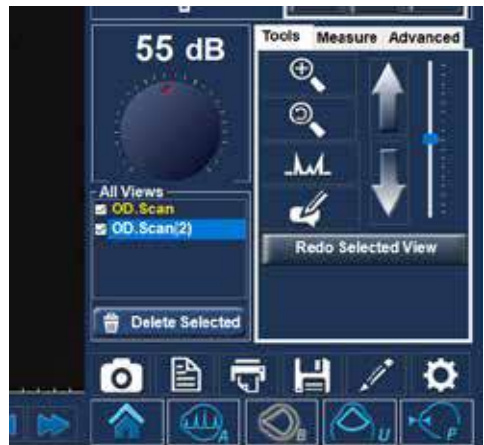 55 dB
Tools Measure Advanced
All Views
OD.Scan
OD.Scan(2)
Redo Selected View
Delete Selected
A
B
U
P